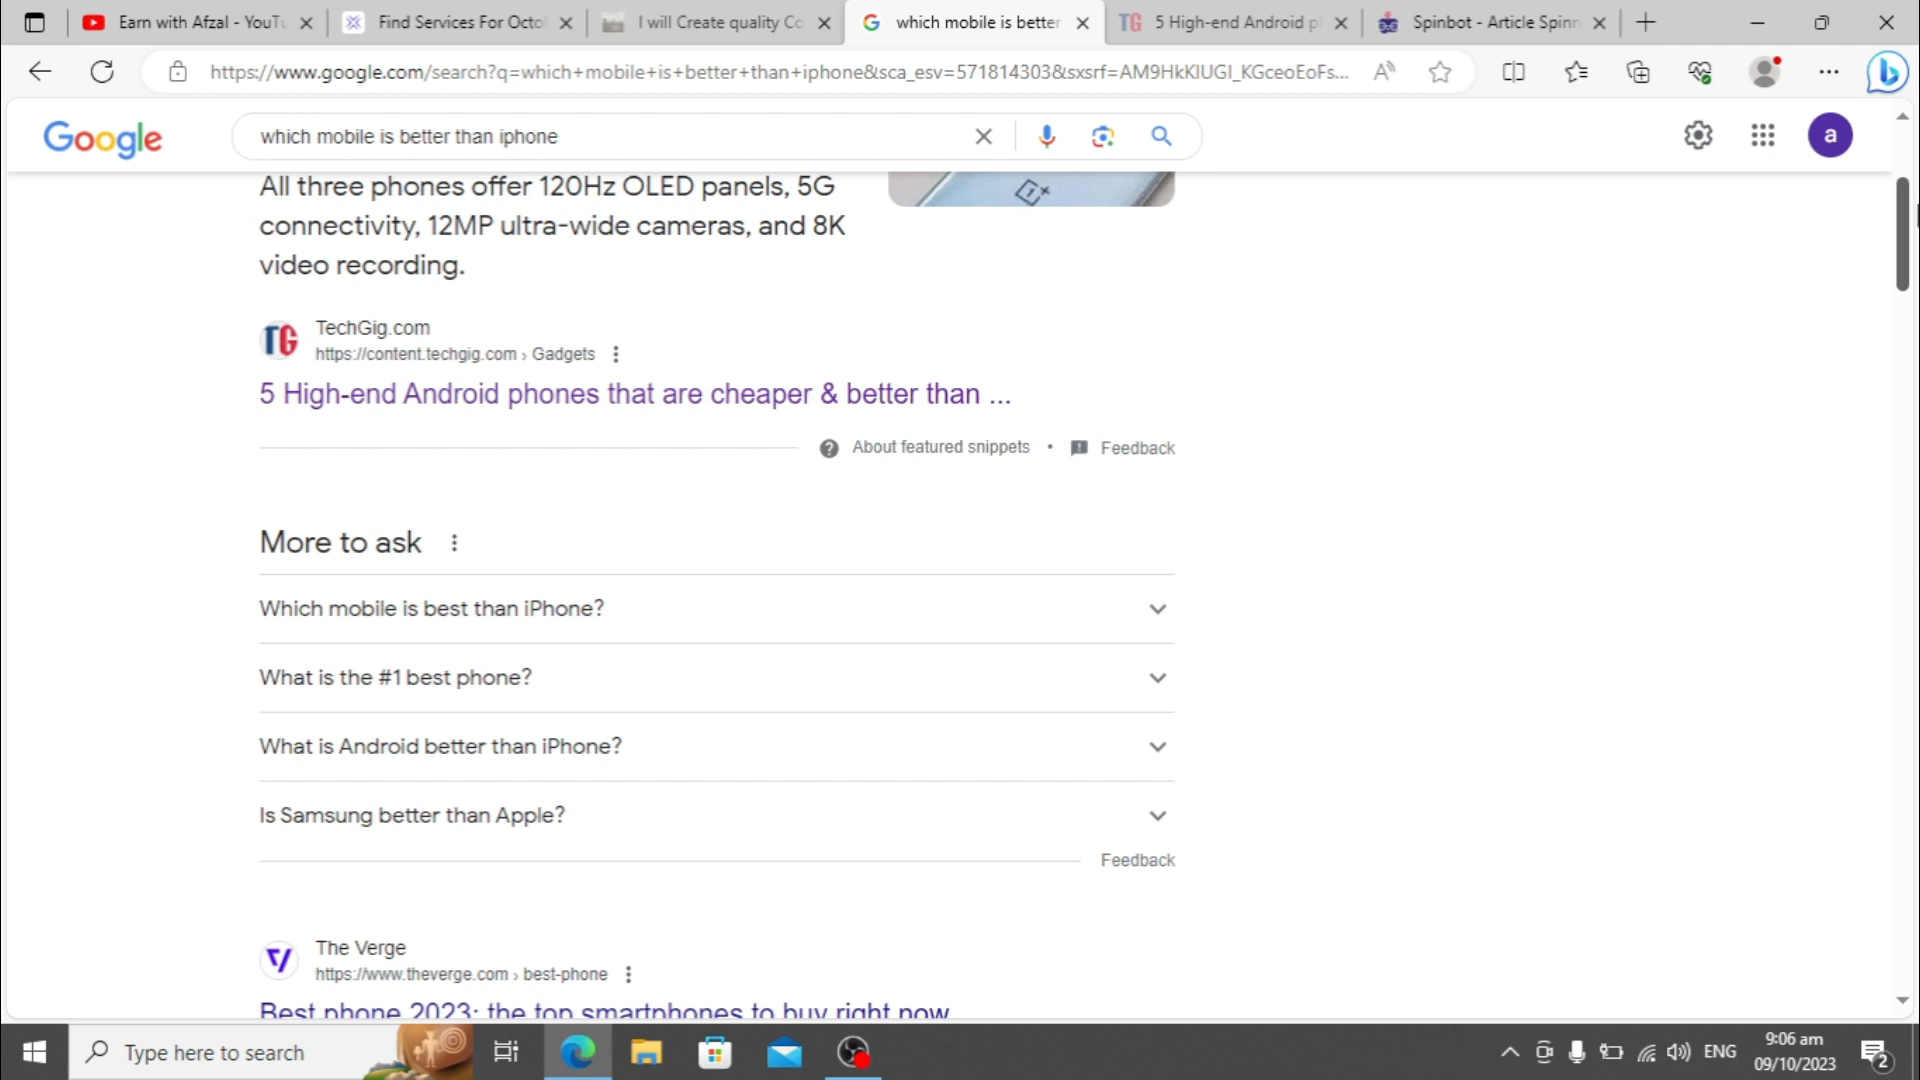 Earn with Afzal - YouTu
Find Services For Octo
I will Create quality Co
which mobile is better
TG 5 High-end Android p
Spinbot - Article Spinn
https://www.google.com/search?q=which+mobile+is+better+than+iphone&sca_esv=571814303&sxsrf=AM9HkKlUGI_KGceoEoFs...
Google
which mobile is better than iphone
a
All three phones offer 120Hz OLED panels, 5G
connectivity, 12MP ultra-wide cameras, and 8K
video recording.
TG
TechGig.com
https://content.techgig.com › Gadgets
5 High-end Android phones that are cheaper & better than ...
About featured snippets • Feedback
More to ask
Which mobile is best than iPhone?
What is the #1 best phone?
What is Android better than iPhone?
Is Samsung better than Apple?
Feedback
The Verge
https://www.theverge.com › best-phone
Best phone 2023: the top smartphones to buy right now
Type here to search
ENG
9:06 am
09/10/2023
2